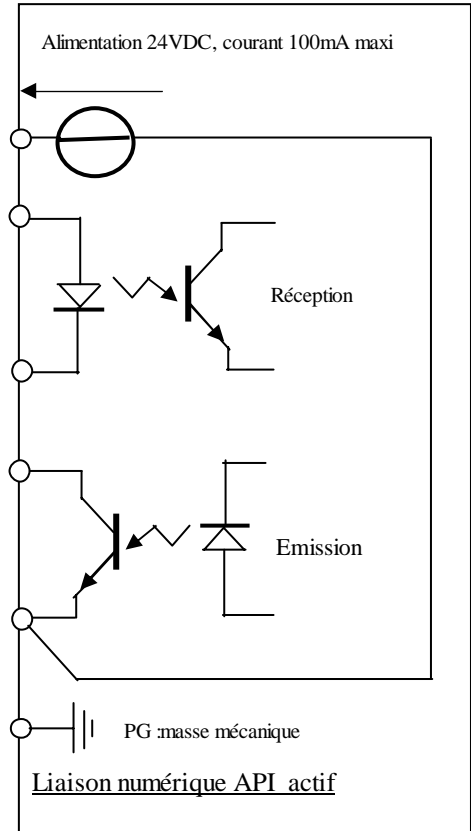 Alimentation 24VDC, courant 100mA maxi
Réception
Emission
PG :masse mécanique
Liaison numérique API actif